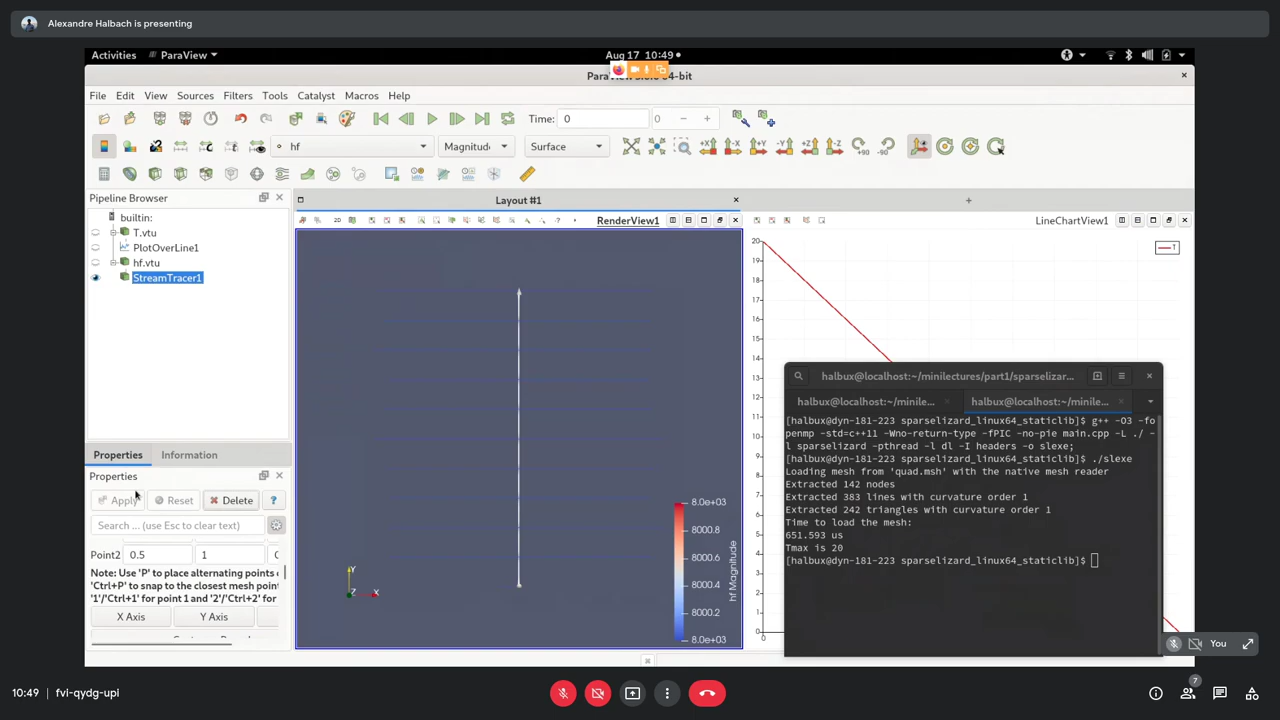 Alexandre Halbach is presenting
Activities ParaView Aug 17 10:49
64-bit
File Edit View Sources Filters Tools Catalyst Macros Help
Time: 0 0
hf Magnitude Surface
+X -X +Y -Y +Z -Z +90 -90
Pipeline Browser
Layout #1
builtin:
T.vtu
PlotOverLine1
hf.vtu
StreamTracer1
RenderView1
LineChartView1
20
19
18
17
16
15
14
13
12
11
10
9
8
7
6
5
4
3
2
1
0
0
T
Properties Information
Properties
Apply Reset Delete ?
Search ... (use Esc to clear text)
Point2 0.5 1
Note: Use 'P' to place alternating points
'Ctrl+P' to snap to the closest mesh poin
'1'/'Ctrl+1' for point 1 and '2'/'Ctrl+2' for
X Axis Y Axis
Y
Z X
8.0e+03
8000.8
8000.6
8000.4
8000.2
8.0e+03
hf Magnitude
halbux@localhost:~/minilectures/part1/sparselizar...
halbux@localhost:~/minile... halbux@localhost:~/minile...
[halbux@dyn-181-223 sparselizard_linux64_staticlib]$ g++ -O3 -fo
penmp -std=c++11 -Wno-return-type -fPIC -no-pie main.cpp -L ./ -
l sparselizard -pthread -l dl -I headers -o slexe;
[halbux@dyn-181-223 sparselizard_linux64_staticlib]$ ./slexe
Loading mesh from 'quad.msh' with the native mesh reader
Extracted 142 nodes
Extracted 383 lines with curvature order 1
Extracted 242 triangles with curvature order 1
Time to load the mesh:
651.593 us
Tmax is 20
[halbux@dyn-181-223 sparselizard_linux64_staticlib]$
You
10:49 fvi-qydg-upi
7